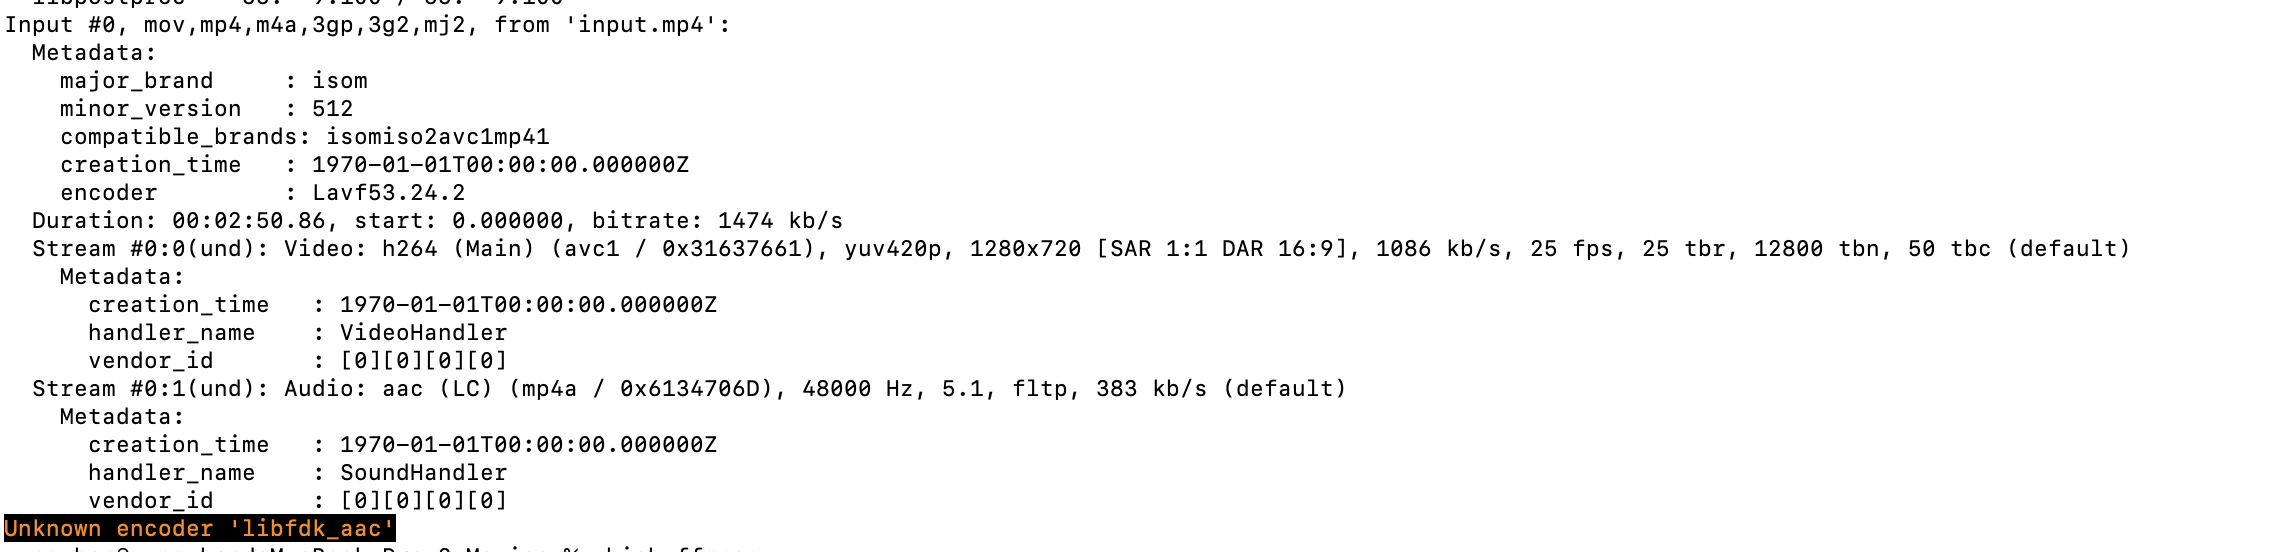 Input #0, mov,mp4,m4a,3gp,3g2,mj2, from 'input.mp4':
Metadata:
major_brand : isom
minor_version : 512
compatible_brands: isomiso2avc1mp41
creation_time : 1970-01-01T00:00:00.000000Z
encoder : Lavf53.24.2
Duration: 00:02:50.86, start: 0.000000, bitrate: 1474 kb/s
Stream #0:0(und): Video: h264 (Main) (avc1 / 0x31637661), yuv420p, 1280x720 [SAR 1:1 DAR 16:9], 1086 kb/s, 25 fps, 25 tbr, 12800 tbn, 50 tbc (default)
Metadata:
creation_time : 1970-01-01T00:00:00.000000Z
handler_name : VideoHandler
vendor_id : [0][0][0][0]
Stream #0:1(und): Audio: aac (LC) (mp4a / 0x6134706D), 48000 Hz, 5.1, fltp, 383 kb/s (default)
Metadata:
creation_time : 1970-01-01T00:00:00.000000Z
handler_name : SoundHandler
vendor_id : [0][0][0][0]
Unknown encoder 'libfdk_aac'